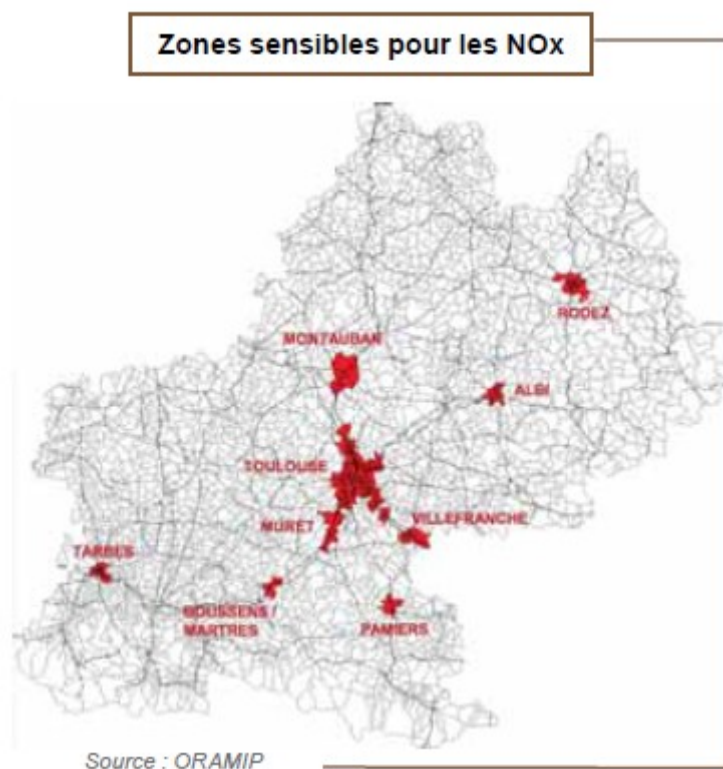 Zones sensibles pour les NOx
RODEZ
MONTAUBAN
ALBI
TOULOUSE
MURET
VILLEFRANCHE
TARBES
BOUSSENS /
MARTRES
PAMIERS
Source : ORAMIP